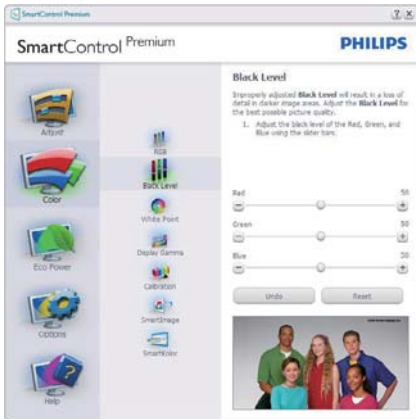 SmartControl Premium
SmartControl Premium
PHILIPS
Adjust
Color
Eco Power
Options
Help
RGB
Black Level
White Point
Display Gamma
Calibration
SmartImage
SmartKolor
Black Level
Improperly adjusted Black Level will result in a loss of
detail in darker image areas. Adjust the Black Level for
the best possible picture quality.
1. Adjust the black level of the Red, Green, and
Blue using the slider bars.
Red 50
Green 50
Blue 50
Undo Reset